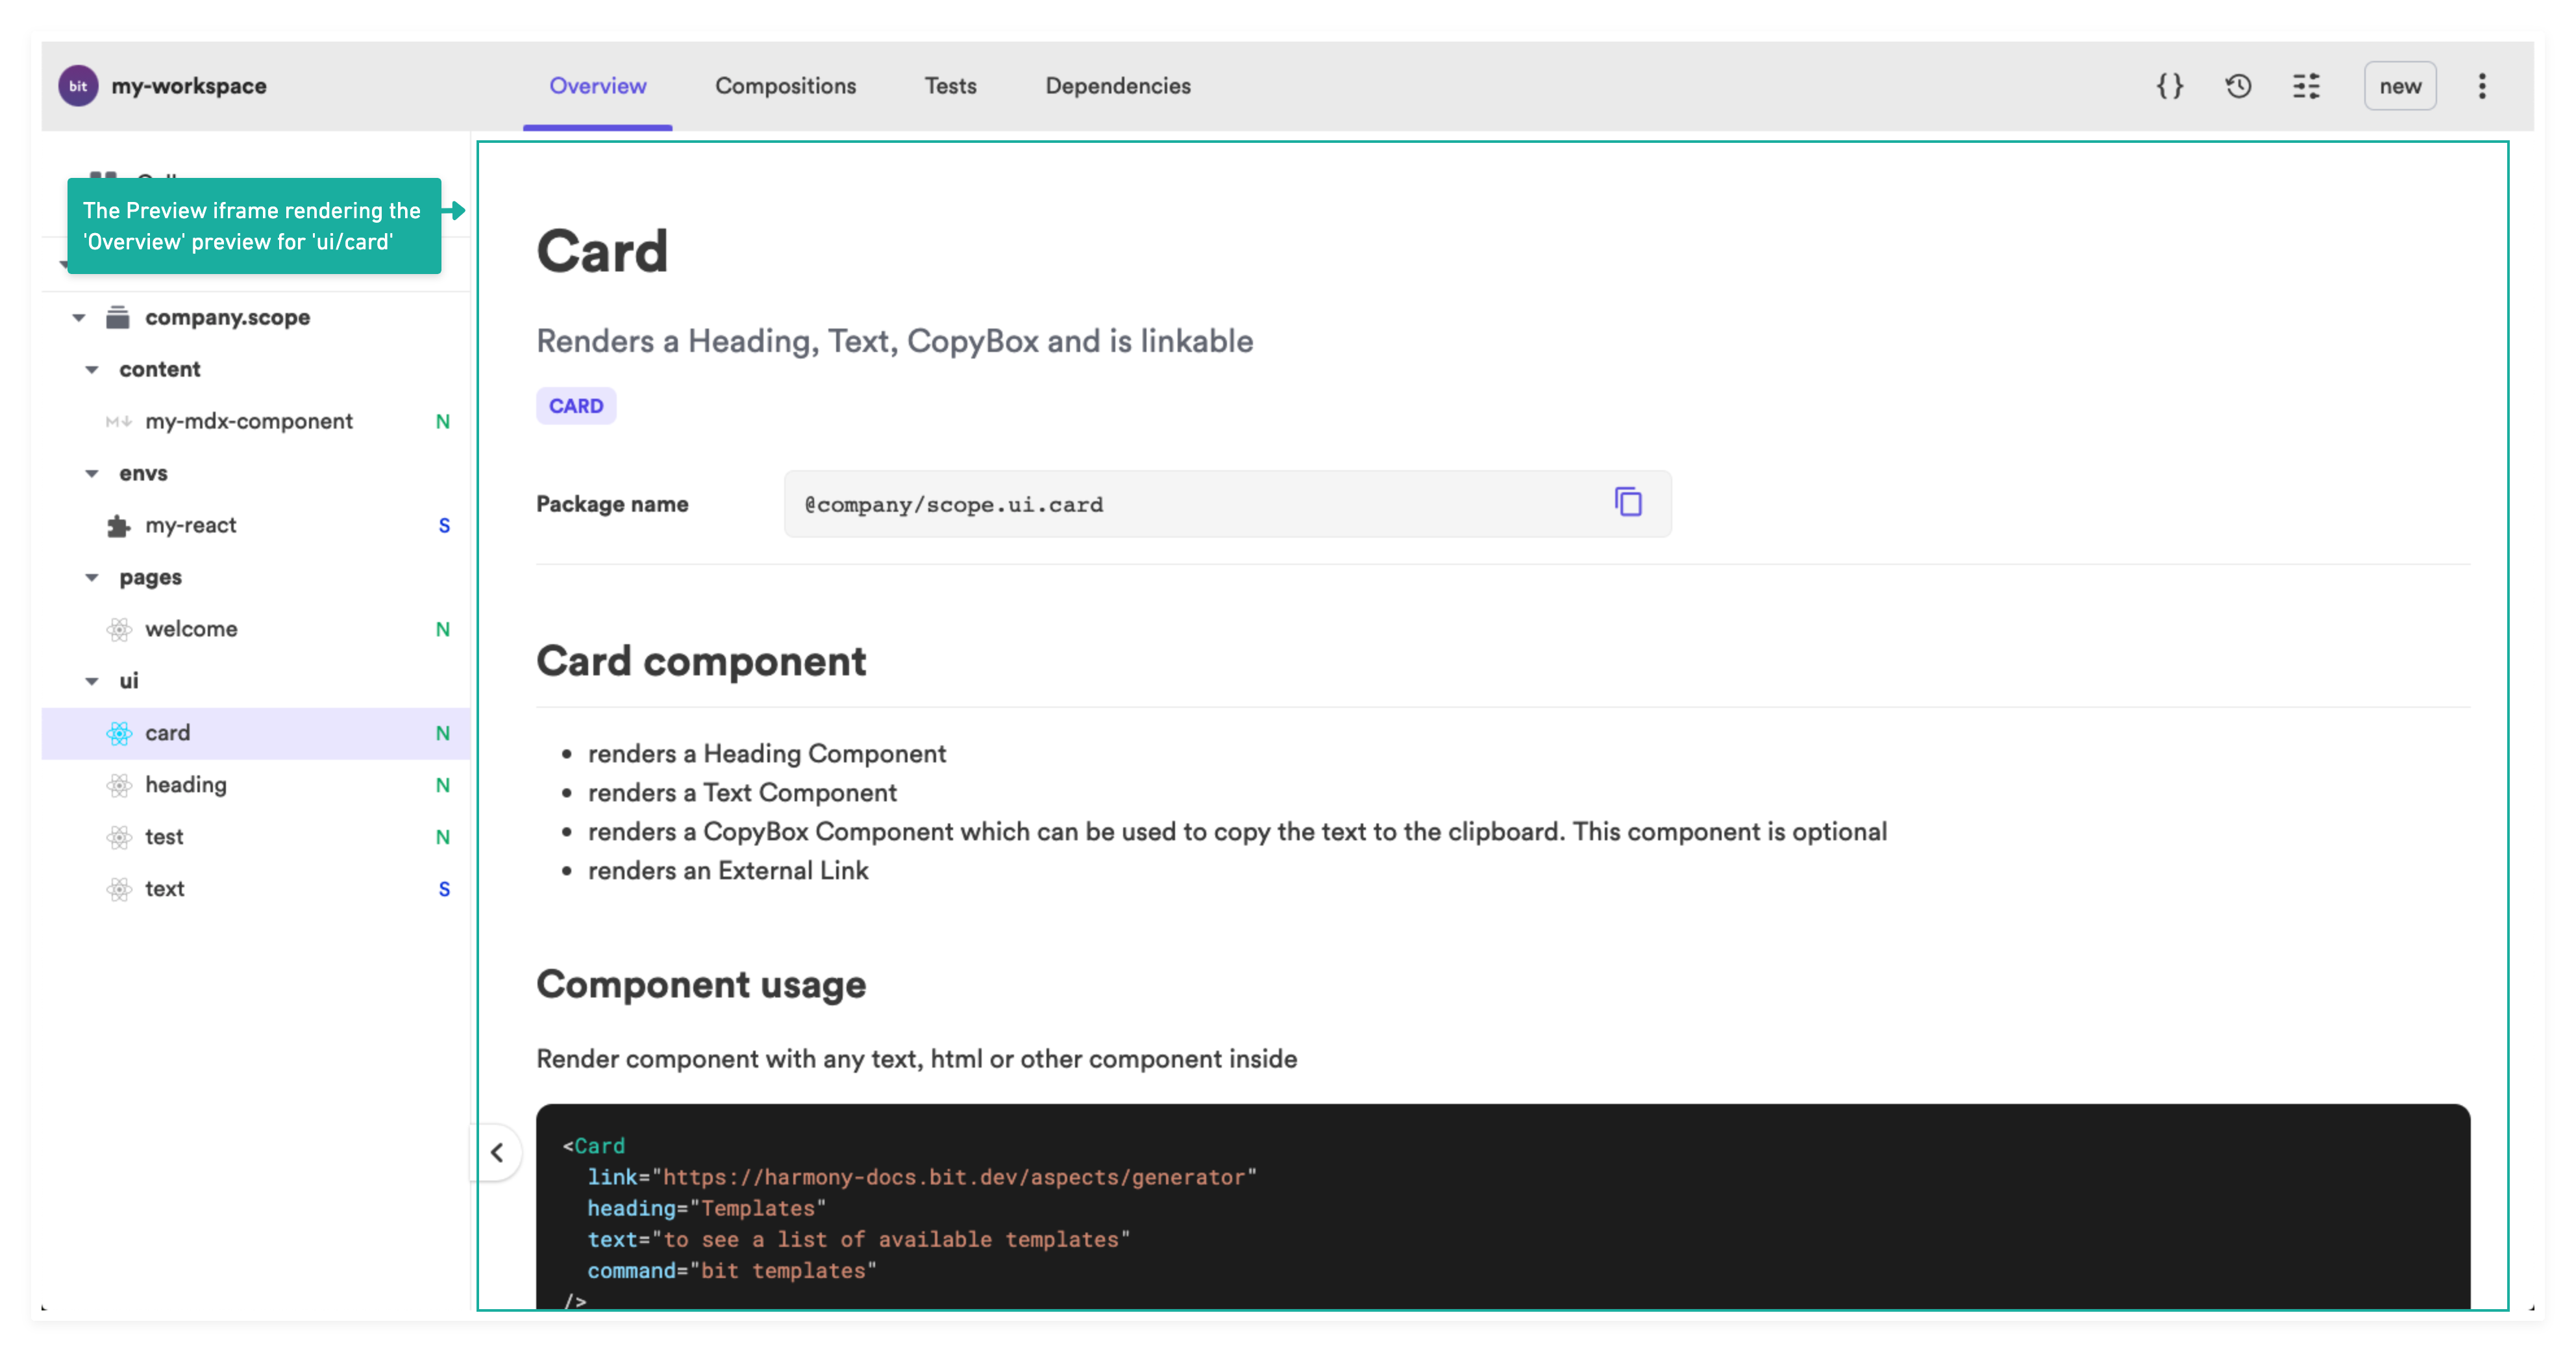 bit my-workspace
Overview
Compositions
Tests
Dependencies
{}
new
The Preview iframe rendering the
'Overview' preview for 'ui/card'
company.scope
content
my-mdx-component N
envs
my-react S
pages
welcome N
ui
card N
heading N
test N
text S
Card
Renders a Heading, Text, CopyBox and is linkable
CARD
Package name
@company/scope.ui.card
Card component
• renders a Heading Component
• renders a Text Component
• renders a CopyBox Component which can be used to copy the text to the clipboard. This component is optional
• renders an External Link
Component usage
Render component with any text, html or other component inside
<Card
link="https://harmony-docs.bit.dev/aspects/generator"
heading="Templates"
text="to see a list of available templates"
command="bit templates"
/>